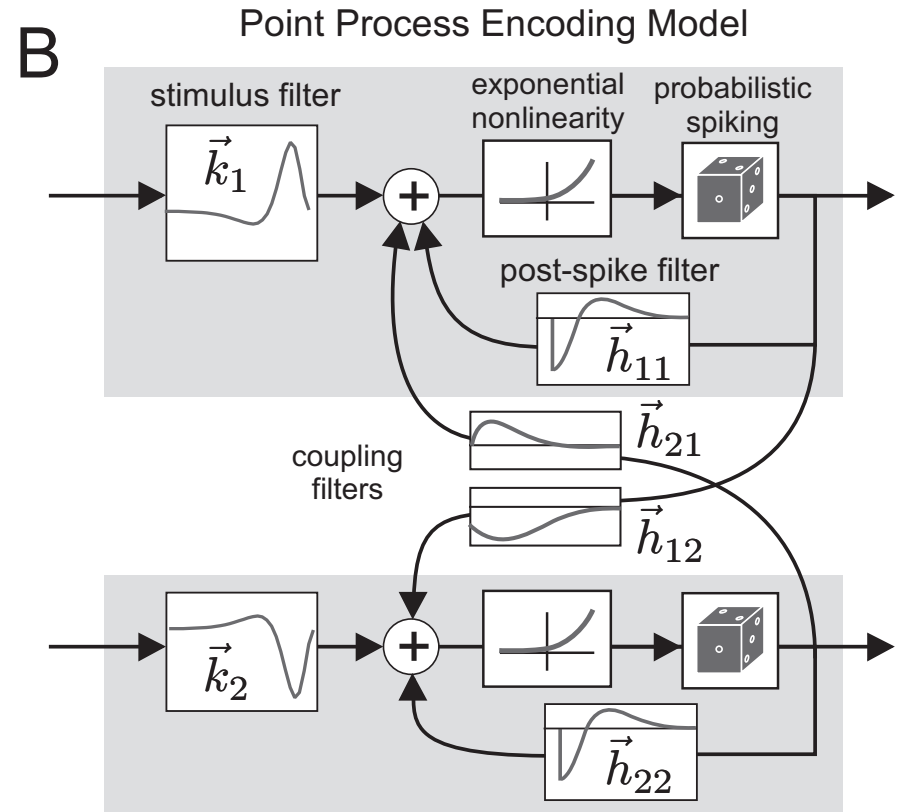 B
Point Process Encoding Model
stimulus filter
exponential
nonlinearity
probabilistic
spiking
k⃗1
+
post-spike filter
h⃗11
h⃗21
coupling
filters
h⃗12
k⃗2
+
h⃗22